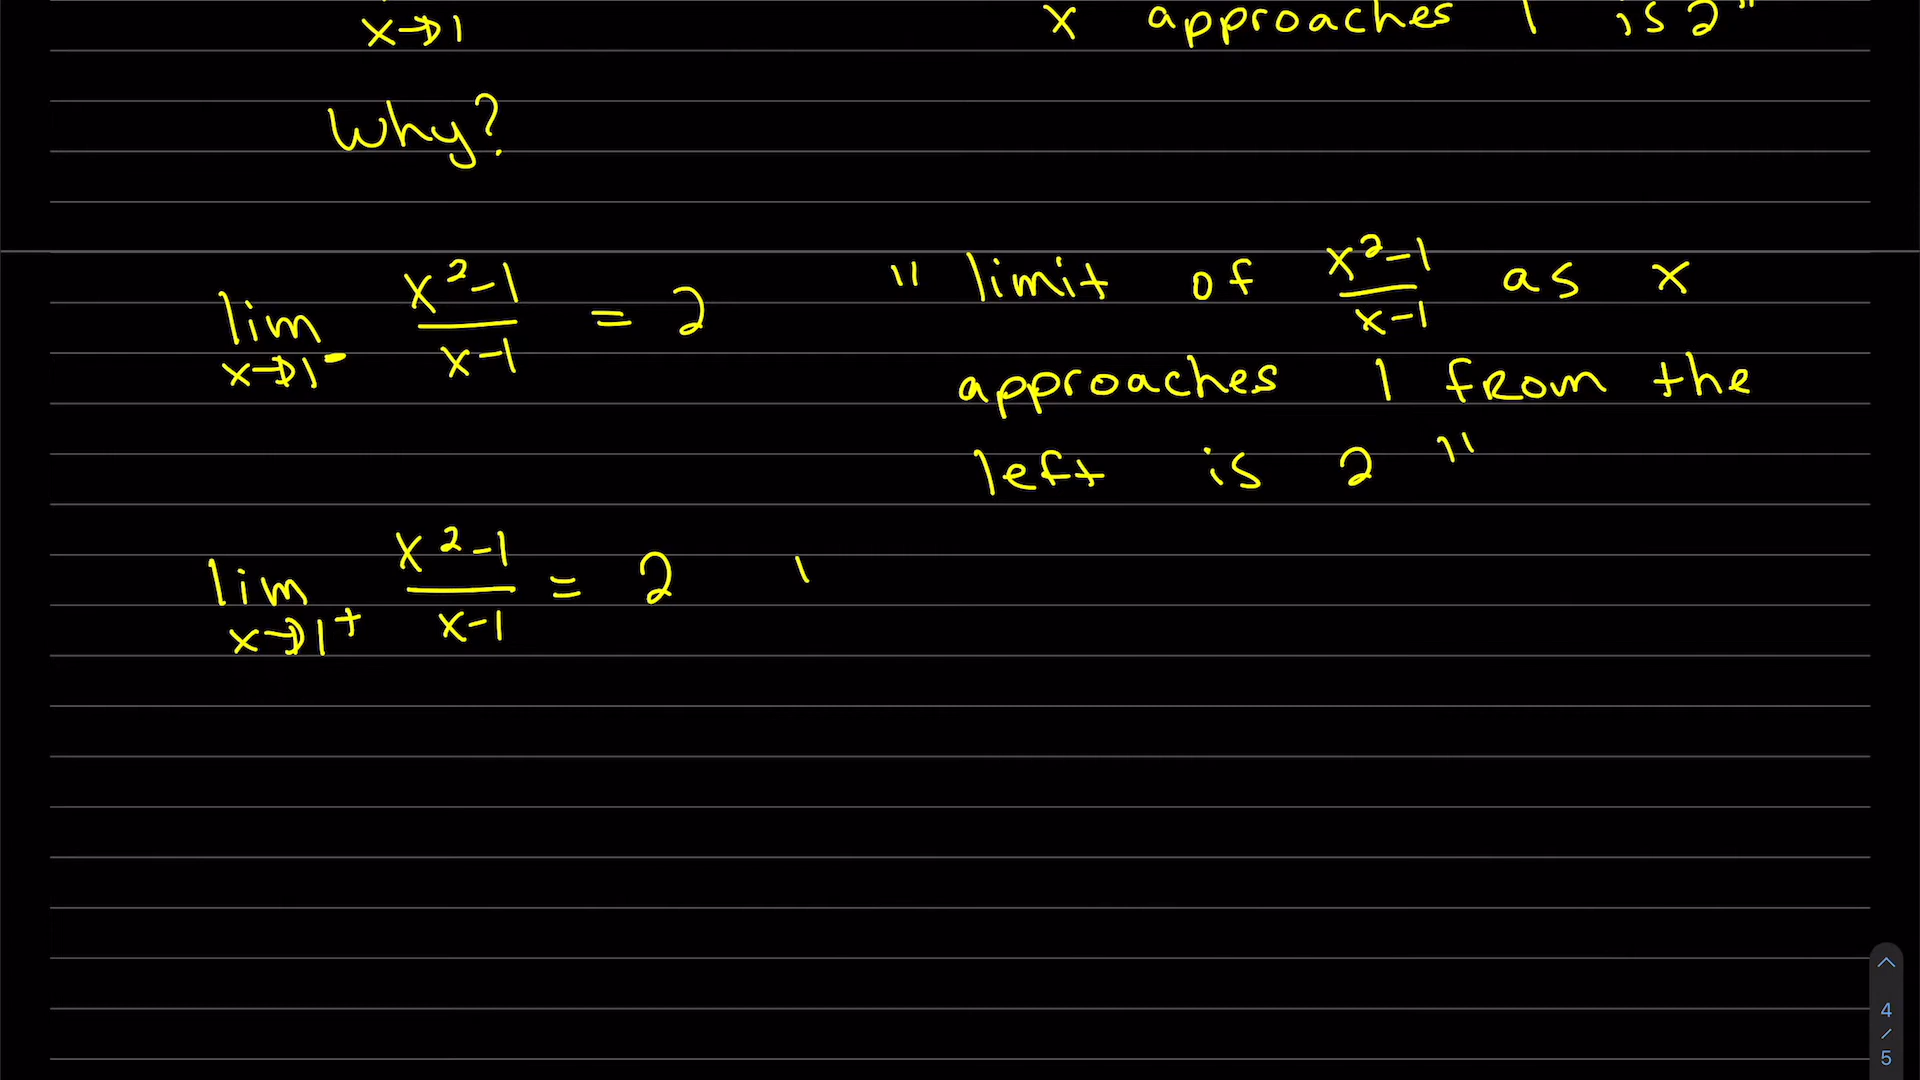 x→1 x approaches 1 is 2"
Why?
lim x→1⁻ (x²-1)/(x-1) = 2 " limit of (x²-1)/(x-1) as x
approaches 1 from the
left is 2 "
lim x→1⁺ (x²-1)/(x-1) = 2 '
4
/
5